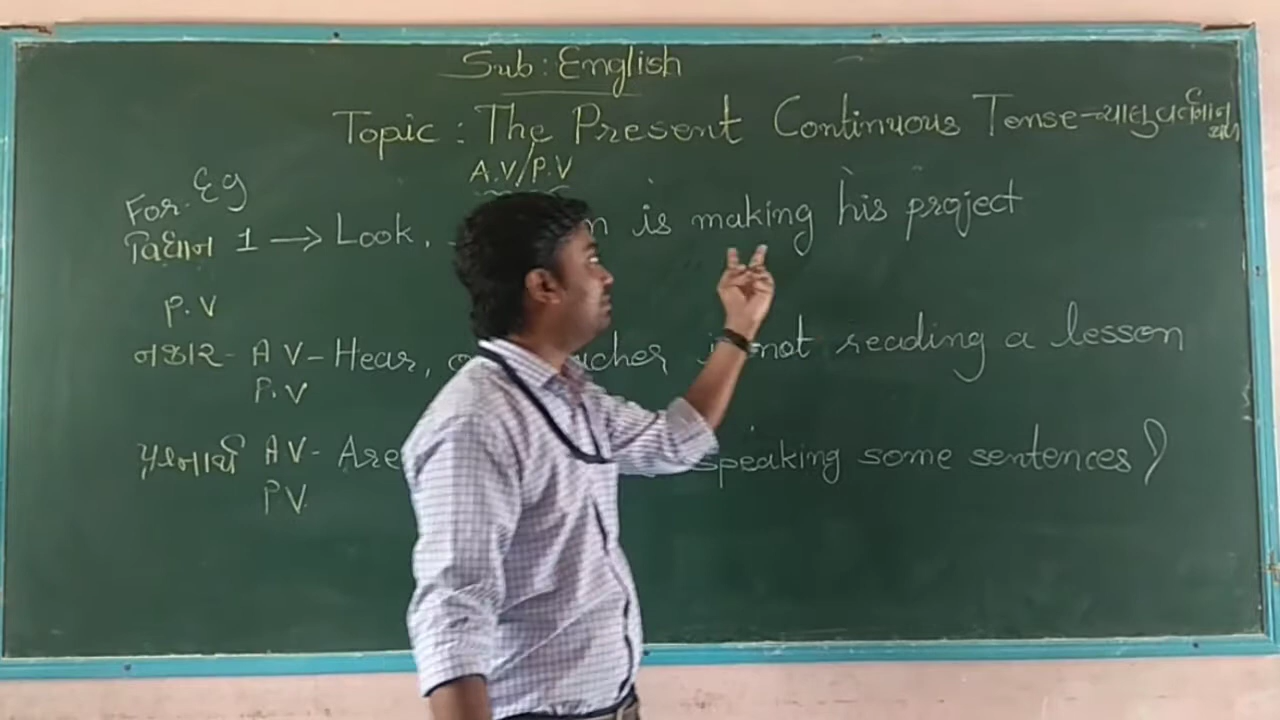 Sub : English
Topic : The Present Continuous Tense - ચાલુ વર્તમાન કાળ
A.V/P.V
For. Eg
વિધાન 1 → Look, is making his project
P.V
નકાર - A V - Hear, not reading a lesson
P.V
પ્રશ્નાર્થ A V - Are speaking some sentences?
P V.